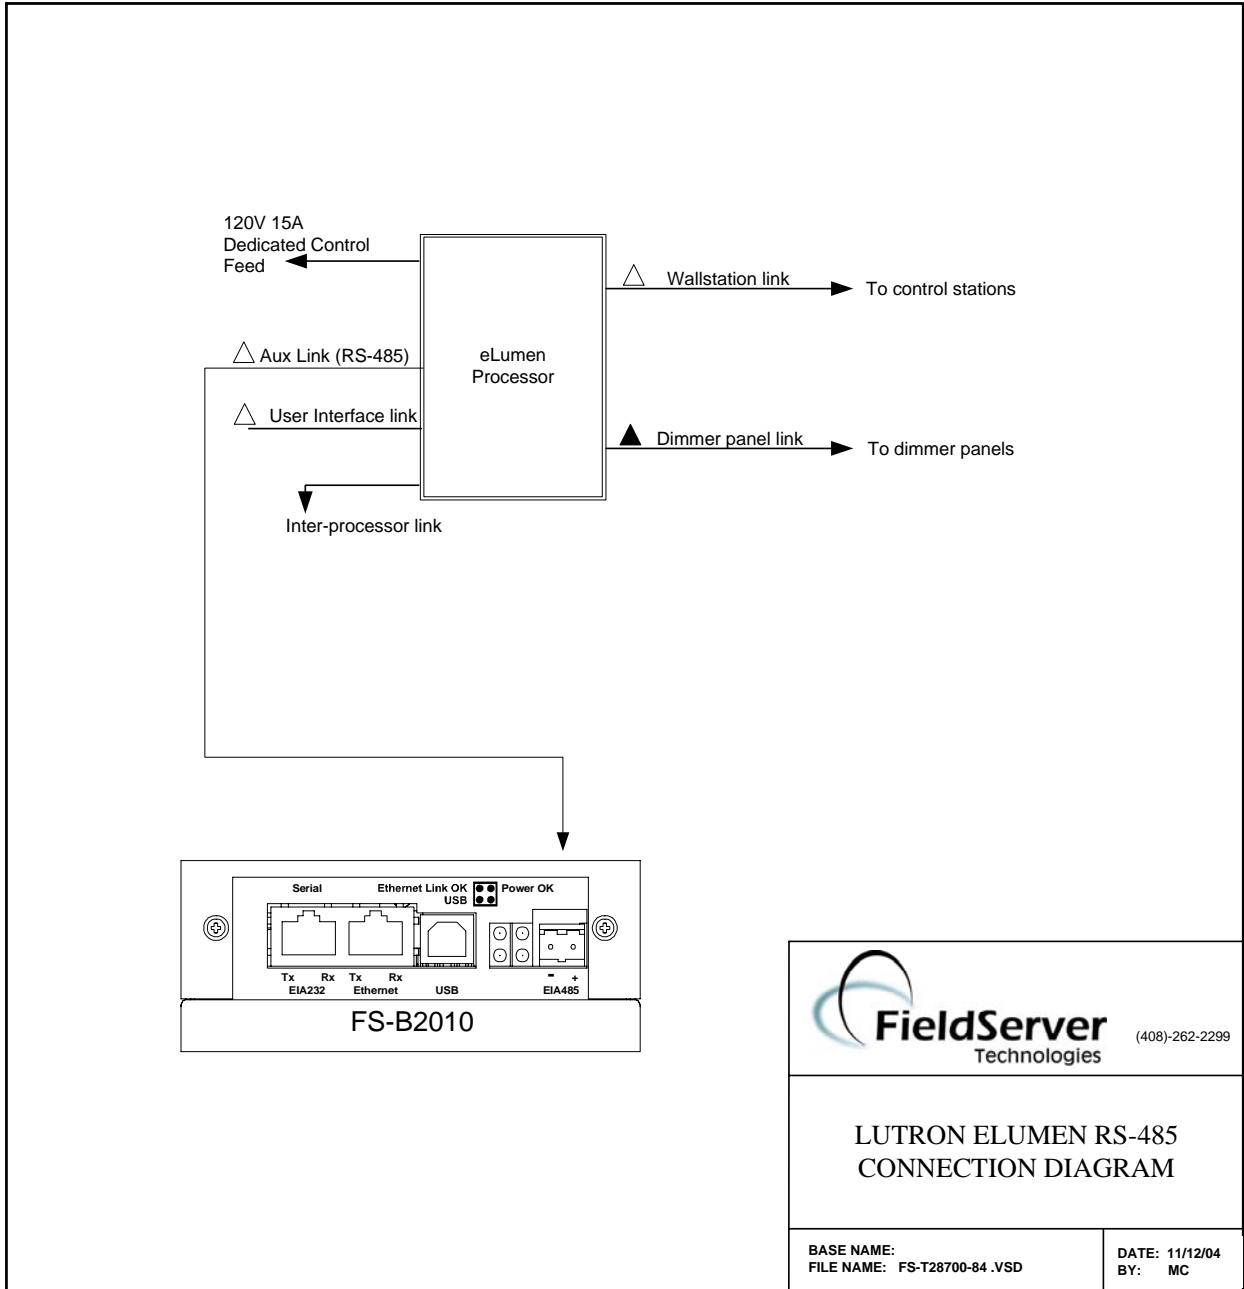 120V 15A
Dedicated Control
Feed
Wallstation link
To control stations
Aux Link (RS-485)
eLumen
Processor
User Interface link
Dimmer panel link
To dimmer panels
Inter-processor link
Serial
Ethernet Link OK
Power OK
USB
Tx Rx Tx Rx
- +
EIA232 Ethernet USB EIA485
FS-B2010
FieldServer
Technologies
(408)-262-2299
LUTRON ELUMEN RS-485
CONNECTION DIAGRAM
BASE NAME:
FILE NAME: FS-T28700-84 .VSD
DATE: 11/12/04
BY: MC